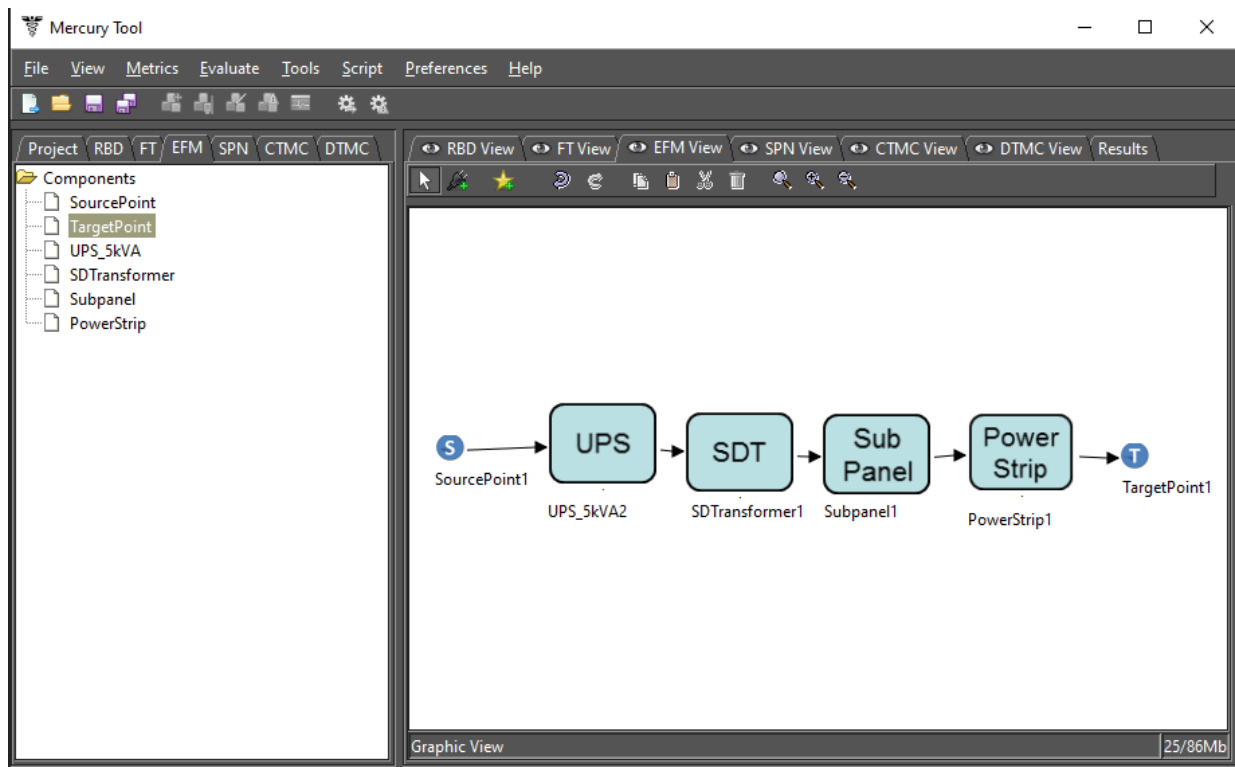 Mercury Tool
File View Metrics Evaluate Tools Script Preferences Help
Project RBD FT EFM SPN CTMC DTMC
Components
SourcePoint
TargetPoint
UPS_5kVA
SDTransformer
Subpanel
PowerStrip
RBD View FT View EFM View SPN View CTMC View DTMC View Results
S
SourcePoint1
UPS
UPS_5kVA2
SDT
SDTransformer1
Sub
Panel
Subpanel1
Power
Strip
PowerStrip1
T
TargetPoint1
Graphic View
25/86Mb